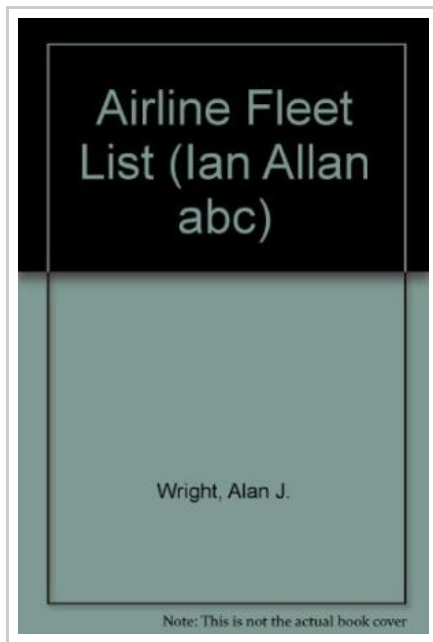 Airline Fleet
List (Ian Allan
abc)
Wright, Alan J.
Note: This is not the actual book cover